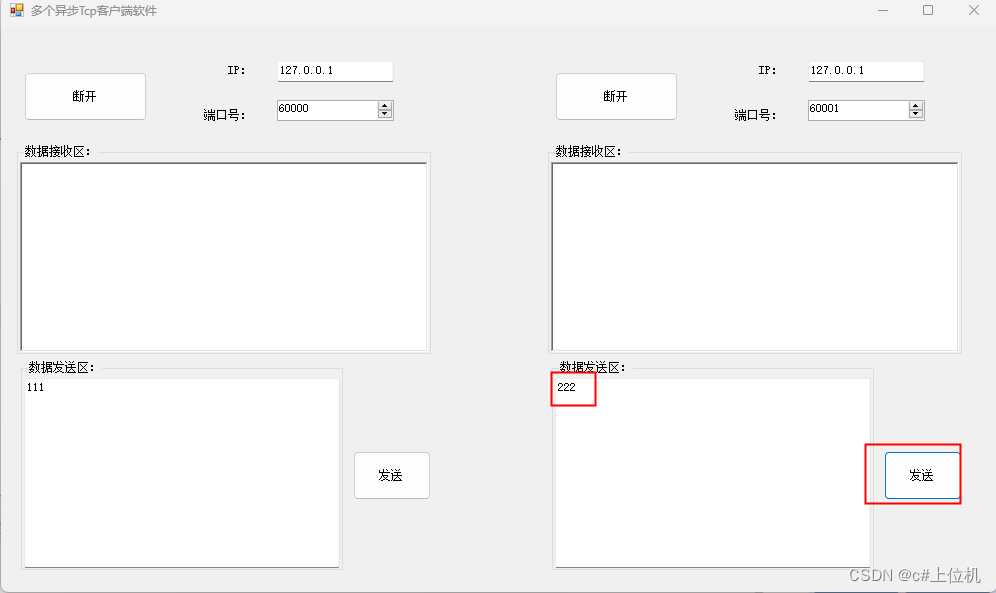 多个异步Tcp客户端软件
断开
IP:
127.0.0.1
端口号:
60000
数据接收区:
数据发送区:
111
发送
断开
IP:
127.0.0.1
端口号:
60001
数据接收区:
数据发送区:
222
发送
CSDN @c#上位机